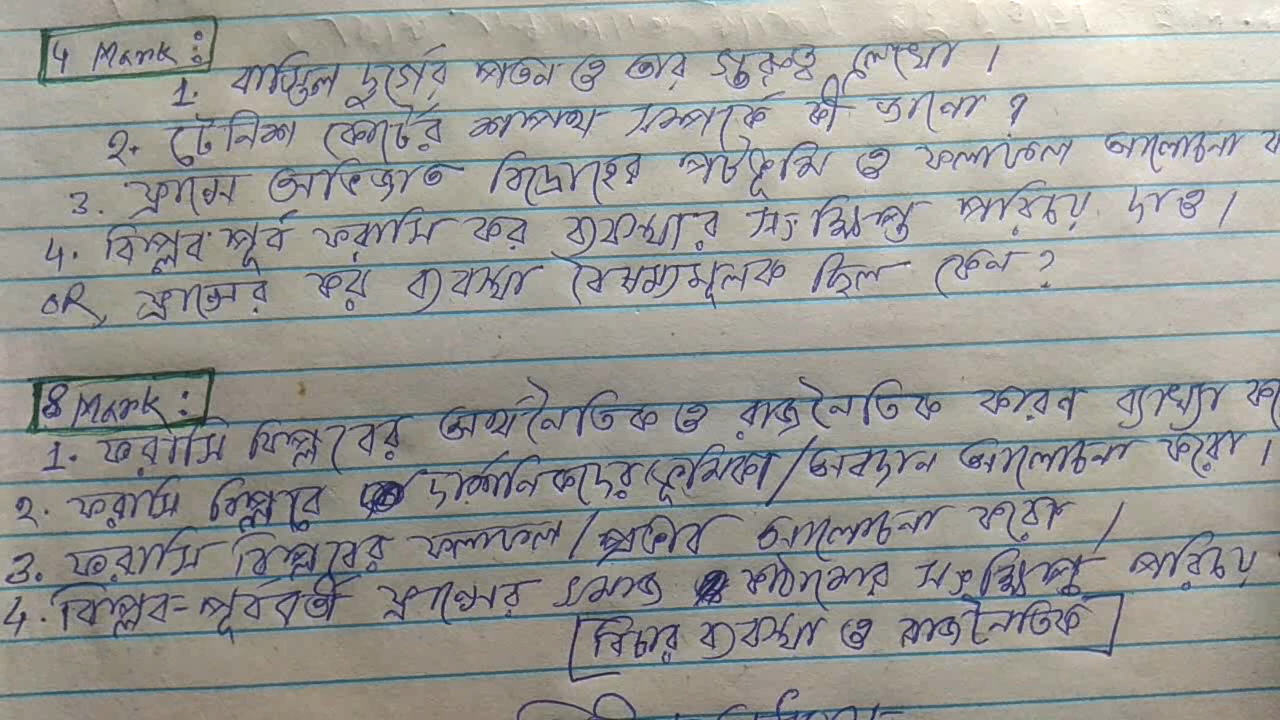 4 Mark:
1. বাস্তিল দুর্গের পতন ও তার গুরুত্ব লেখো।
২. টেনিস কোর্টের শপথ সম্পর্কে কী জানো?
3. ফ্রান্সে অভিজাত বিদ্রোহের পটভূমি ও ফলাফল আলোচনা
4. বিপ্লব পূর্ব ফরাসি কর ব্যবস্থার সংক্ষিপ্ত পরিচয় দাও।
OR, ফ্রান্সের কর ব্যবস্থা বৈষম্যমূলক ছিল কেন?
8 Mark:
1. ফরাসি বিপ্লবের অর্থনৈতিক ও রাজনৈতিক কারণ ব্যাখ্যা
২. ফরাসি বিপ্লবে দার্শনিকদের ভূমিকা/অবদান আলোচনা করো।
3. ফরাসি বিপ্লবের ফলাফল/প্রভাব আলোচনা করো।
4. বিপ্লব-পূর্ববর্তী ফ্রান্সের সমাজ কাঠামোর সংক্ষিপ্ত পরিচয়
[বিচার ব্যবস্থা ও রাজনৈতিক]